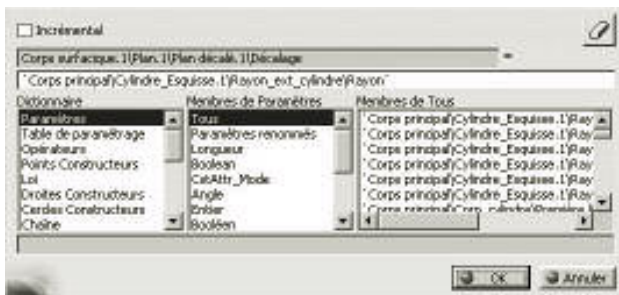 Incrémental
Corps surfacique.1\Plan.1\Plan décalé.1\Décalage =
`Corps principal\Cylindre_Esquisse.1\Rayon_ext_cylindre\Rayon`
Dictionnaire Membres de Paramètres Membres de Tous
Paramètres Tous `Corps principal\Cylindre_Esquisse.1\Ray
Table de paramétrage Paramètres renommés `Corps principal\Cylindre_Esquisse.1\Ray
Opérateurs Longueur `Corps principal\Cylindre_Esquisse.1\Ray
Points Constructeurs Boolean `Corps principal\Cylindre_Esquisse.1\Ray
Loi CstAttr_Mode `Corps principal\Cylindre_Esquisse.1\Ray
Droites Constructeurs Angle `Corps principal\Cylindre_Esquisse.1\Ray
Cercles Constructeurs Entier `Corps principal\
Chaîne Booléen
OK Annuler